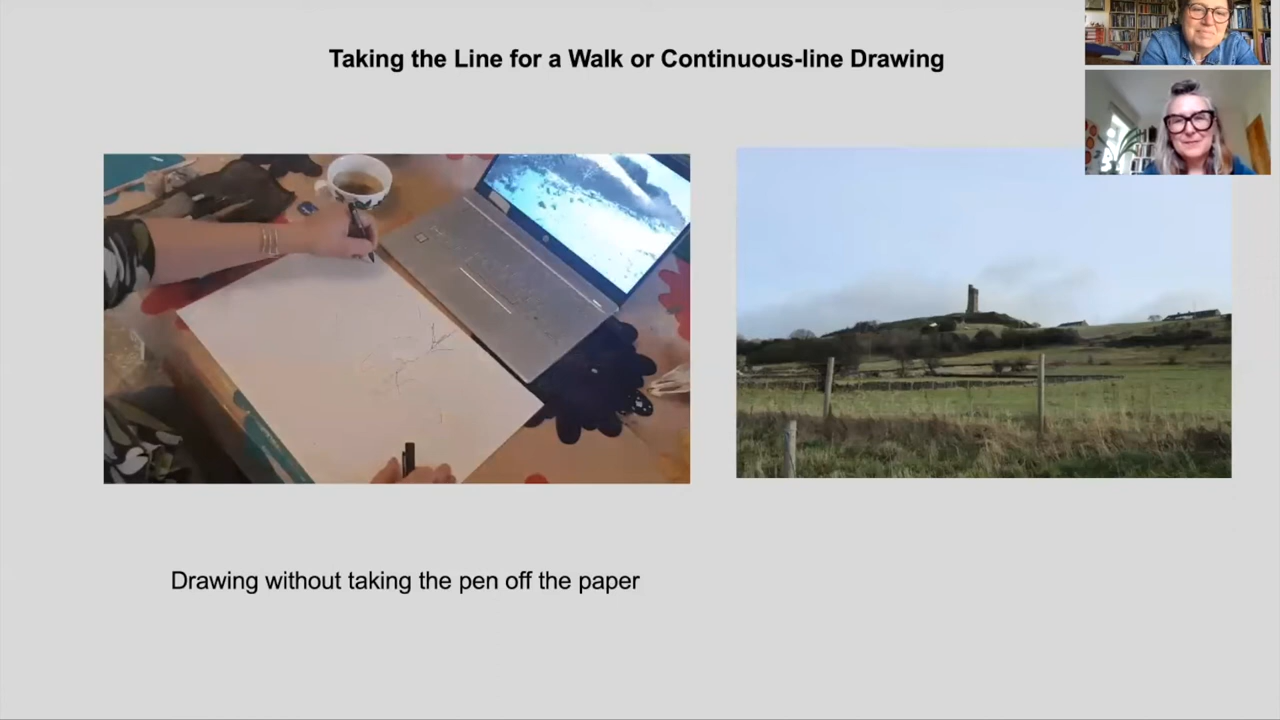 Taking the Line for a Walk or Continuous-line Drawing
Drawing without taking the pen off the paper